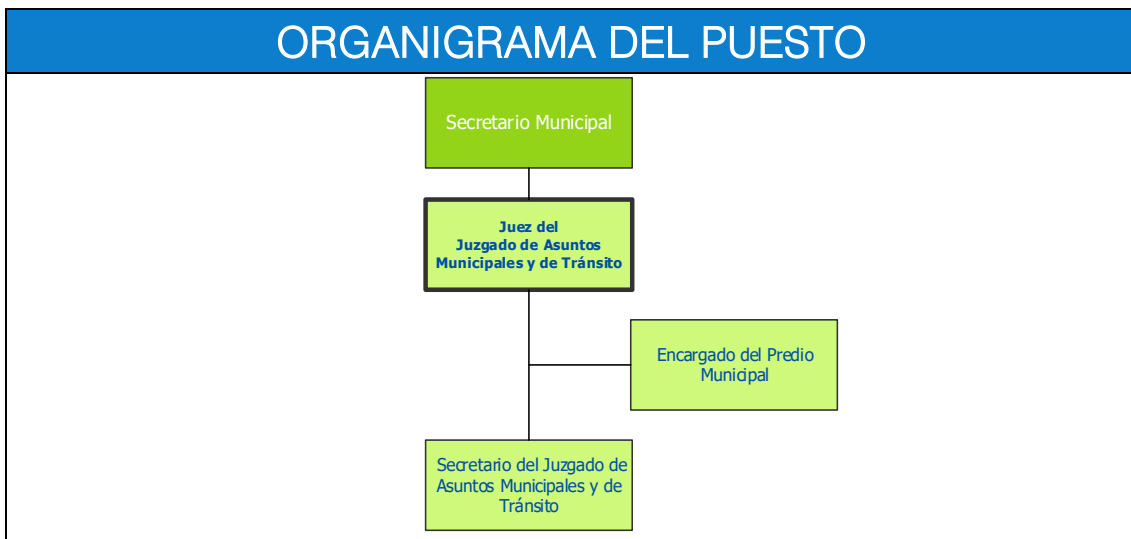 ORGANIGRAMA DEL PUESTO
Secretario Municipal
Juez del
Juzgado de Asuntos
Municipales y de Tránsito
Encargado del Predio
Municipal
Secretario del Juzgado de
Asuntos Municipales y de
Tránsito